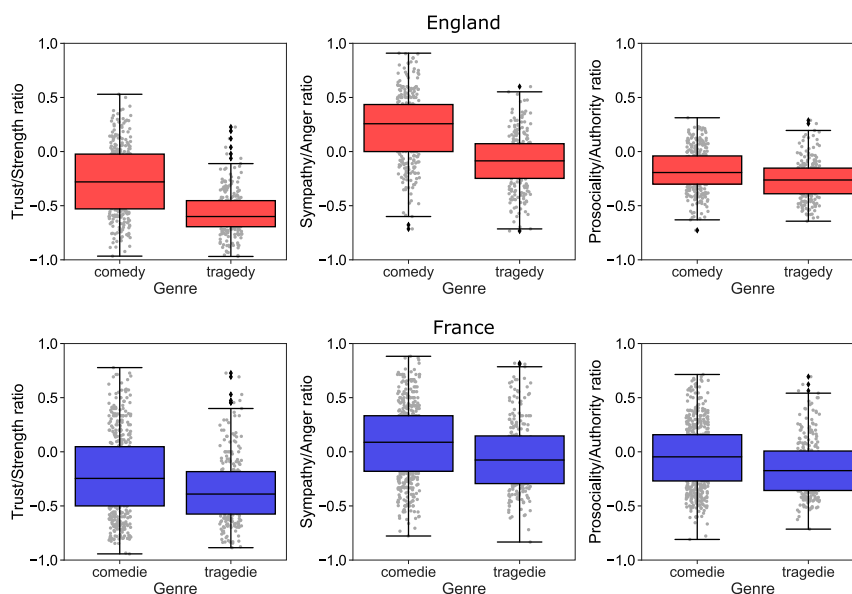 England
Trust/Strength ratio
1.0
0.5
0.0
−0.5
−1.0
comedy tragedy
Genre
Sympathy/Anger ratio
1.0
0.5
0.0
−0.5
−1.0
comedy tragedy
Genre
Prosociality/Authority ratio
1.0
0.5
0.0
−0.5
−1.0
comedy tragedy
Genre
France
Trust/Strength ratio
1.0
0.5
0.0
−0.5
−1.0
comedie tragedie
Genre
Sympathy/Anger ratio
1.0
0.5
0.0
−0.5
−1.0
comedie tragedie
Genre
Prosociality/Authority ratio
1.0
0.5
0.0
−0.5
−1.0
comedie tragedie
Genre